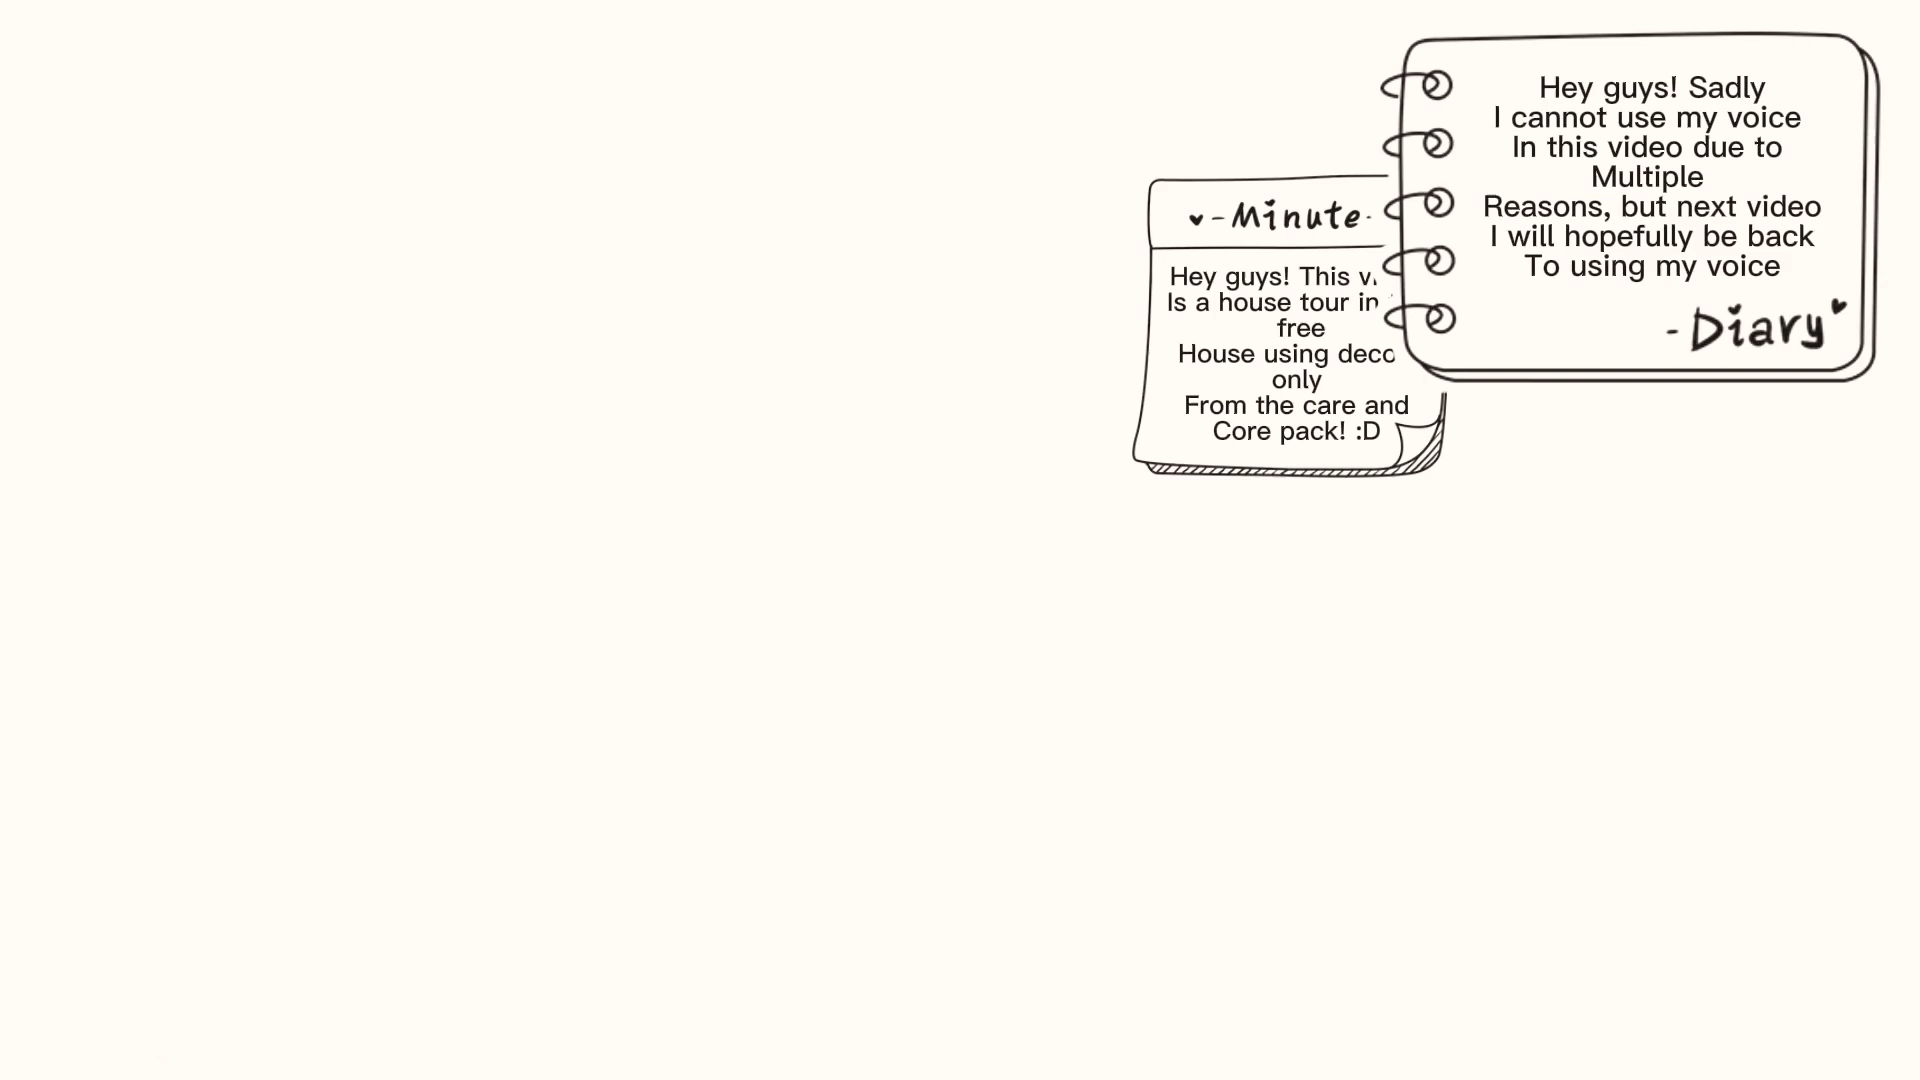 -Minute-
Hey guys! This
Is a house tour in
free
House using
only
From the care and
Core pack! :D
Hey guys! Sadly
I cannot use my voice
In this video due to
Multiple
Reasons, but next video
I will hopefully be back
To using my voice
-Diary